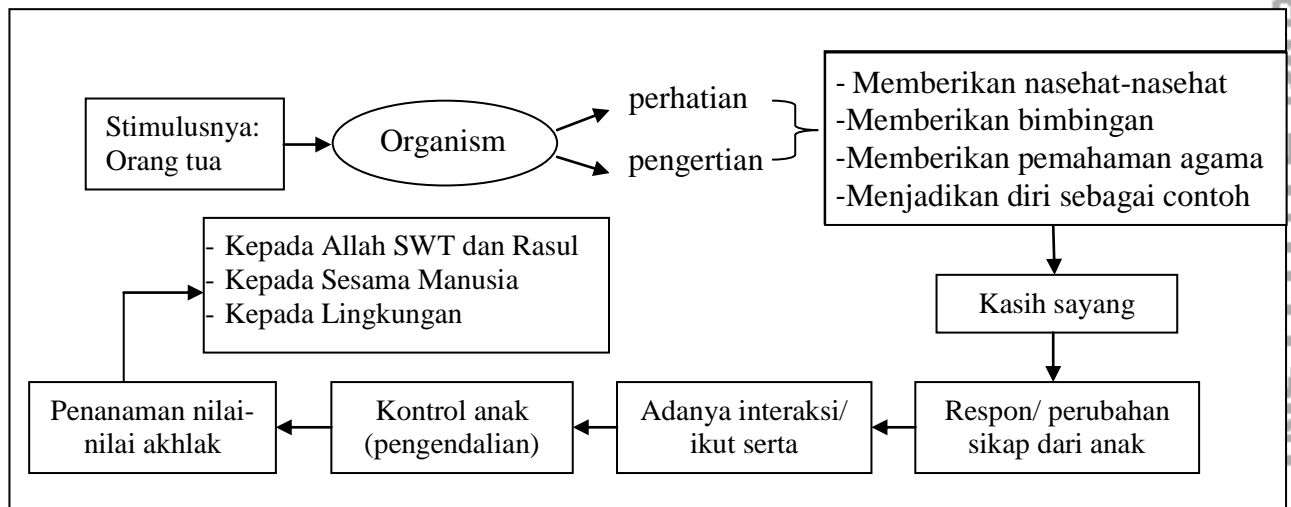 Stimulusnya:
Orang tua
Organism
perhatian
pengertian
- Memberikan nasehat-nasehat
-Memberikan bimbingan
-Memberikan pemahaman agama
-Menjadikan diri sebagai contoh
Kasih sayang
Respon/ perubahan
sikap dari anak
Adanya interaksi/
ikut serta
Kontrol anak
(pengendalian)
Penanaman nilai-
nilai akhlak
- Kepada Allah SWT dan Rasul
- Kepada Sesama Manusia
- Kepada Lingkungan